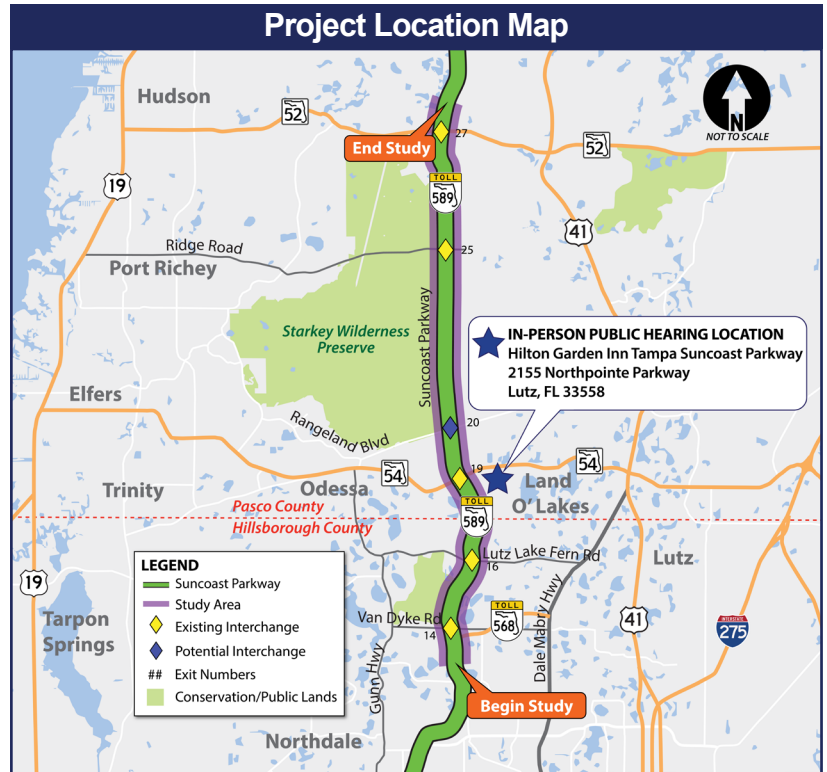 Project Location Map
Hudson
52
27
N
NOT TO SCALE
End Study
52
19
TOLL
589
41
Ridge Road
25
Port Richey
Suncoast Parkway
Starkey Wilderness
Preserve
IN-PERSON PUBLIC HEARING LOCATION
Hilton Garden Inn Tampa Suncoast Parkway
2155 Northpointe Parkway
Lutz, FL 33558
Elfers
20
Rangeland Blvd
19
54
54
Trinity
Odessa
Land
O' Lakes
Pasco County
Hillsborough County
TOLL
589
LEGEND
Suncoast Parkway
Study Area
Existing Interchange
Potential Interchange
## Exit Numbers
Conservation/Public Lands
Lutz Lake Fern Rd
16
Lutz
19
Tarpon
Springs
Van Dyke Rd
14
TOLL
568
Dale Mabry Hwy
41
INTERSTATE
275
Gunn Hwy
Begin Study
Northdale